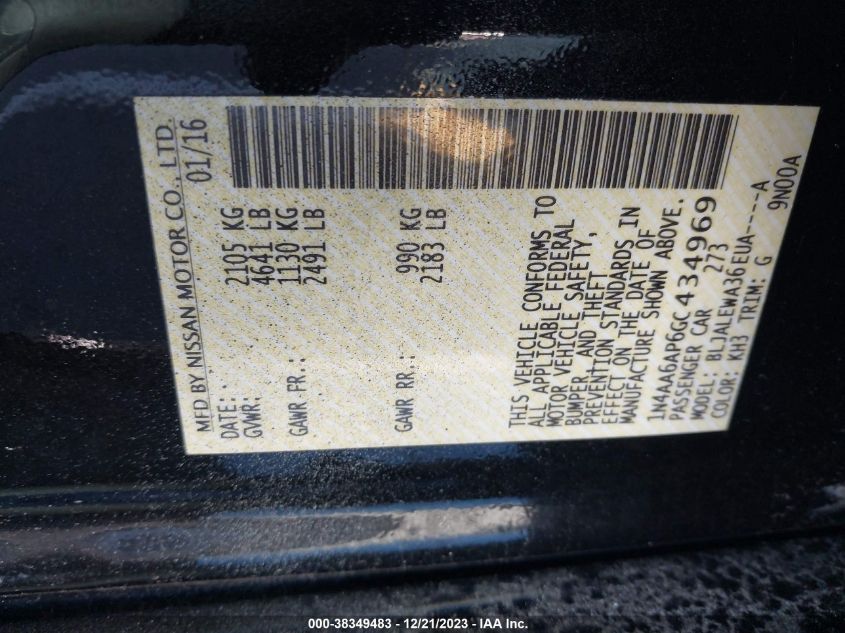 MFD BY NISSAN MOTOR CO., LTD.
DATE: 01/16
GVWR: 2105 KG
4641 LB
GAWR FR.: 1130 KG
2491 LB
GAWR RR.: 990 KG
2183 LB
THIS VEHICLE CONFORMS TO
ALL APPLICABLE FEDERAL
MOTOR VEHICLE SAFETY,
BUMPER, AND THEFT
PREVENTION STANDARDS IN
EFFECT ON THE DATE OF
MANUFACTURE SHOWN ABOVE.
1N4AA6AP6GC434969
PASSENGER CAR 273
MODEL: BLJALEWA36EUA-----A
COLOR: KH3 TRIM: G 9N00A
000-38349483 - 12/21/2023 - IAA Inc.